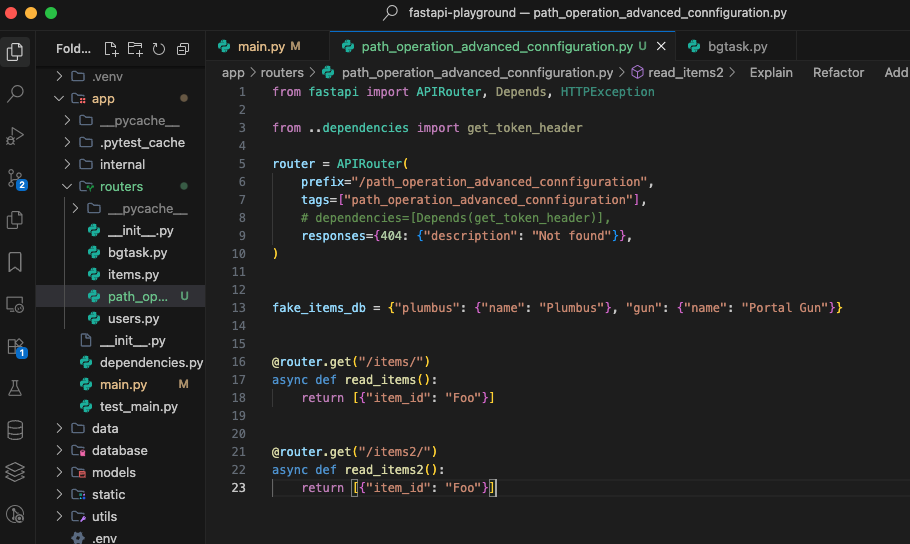 fastapi-playground — path_operation_advanced_connfiguration.py
Fold...
main.py M
path_operation_advanced_connfiguration.py U
bgtask.py
app > routers > path_operation_advanced_connfiguration.py > read_items2 > Explain Refactor Add
.venv
app
__pycache__
.pytest_cache
internal
routers
__pycache__
__init__.py
bgtask.py
items.py
path_op... U
users.py
__init__.py
dependencies.py
main.py M
test_main.py
data
database
models
static
utils
.env
2
1
1 from fastapi import APIRouter, Depends, HTTPException
2
3 from ..dependencies import get_token_header
4
5 router = APIRouter(
6     prefix="/path_operation_advanced_connfiguration",
7     tags=["path_operation_advanced_connfiguration"],
8     # dependencies=[Depends(get_token_header)],
9     responses={404: {"description": "Not found"}},
10 )
11
12
13 fake_items_db = {"plumbus": {"name": "Plumbus"}, "gun": {"name": "Portal Gun"}}
14
15
16 @router.get("/items/")
17 async def read_items():
18     return [{"item_id": "Foo"}]
19
20
21 @router.get("/items2/")
22 async def read_items2():
23     return [{"item_id": "Foo"}]